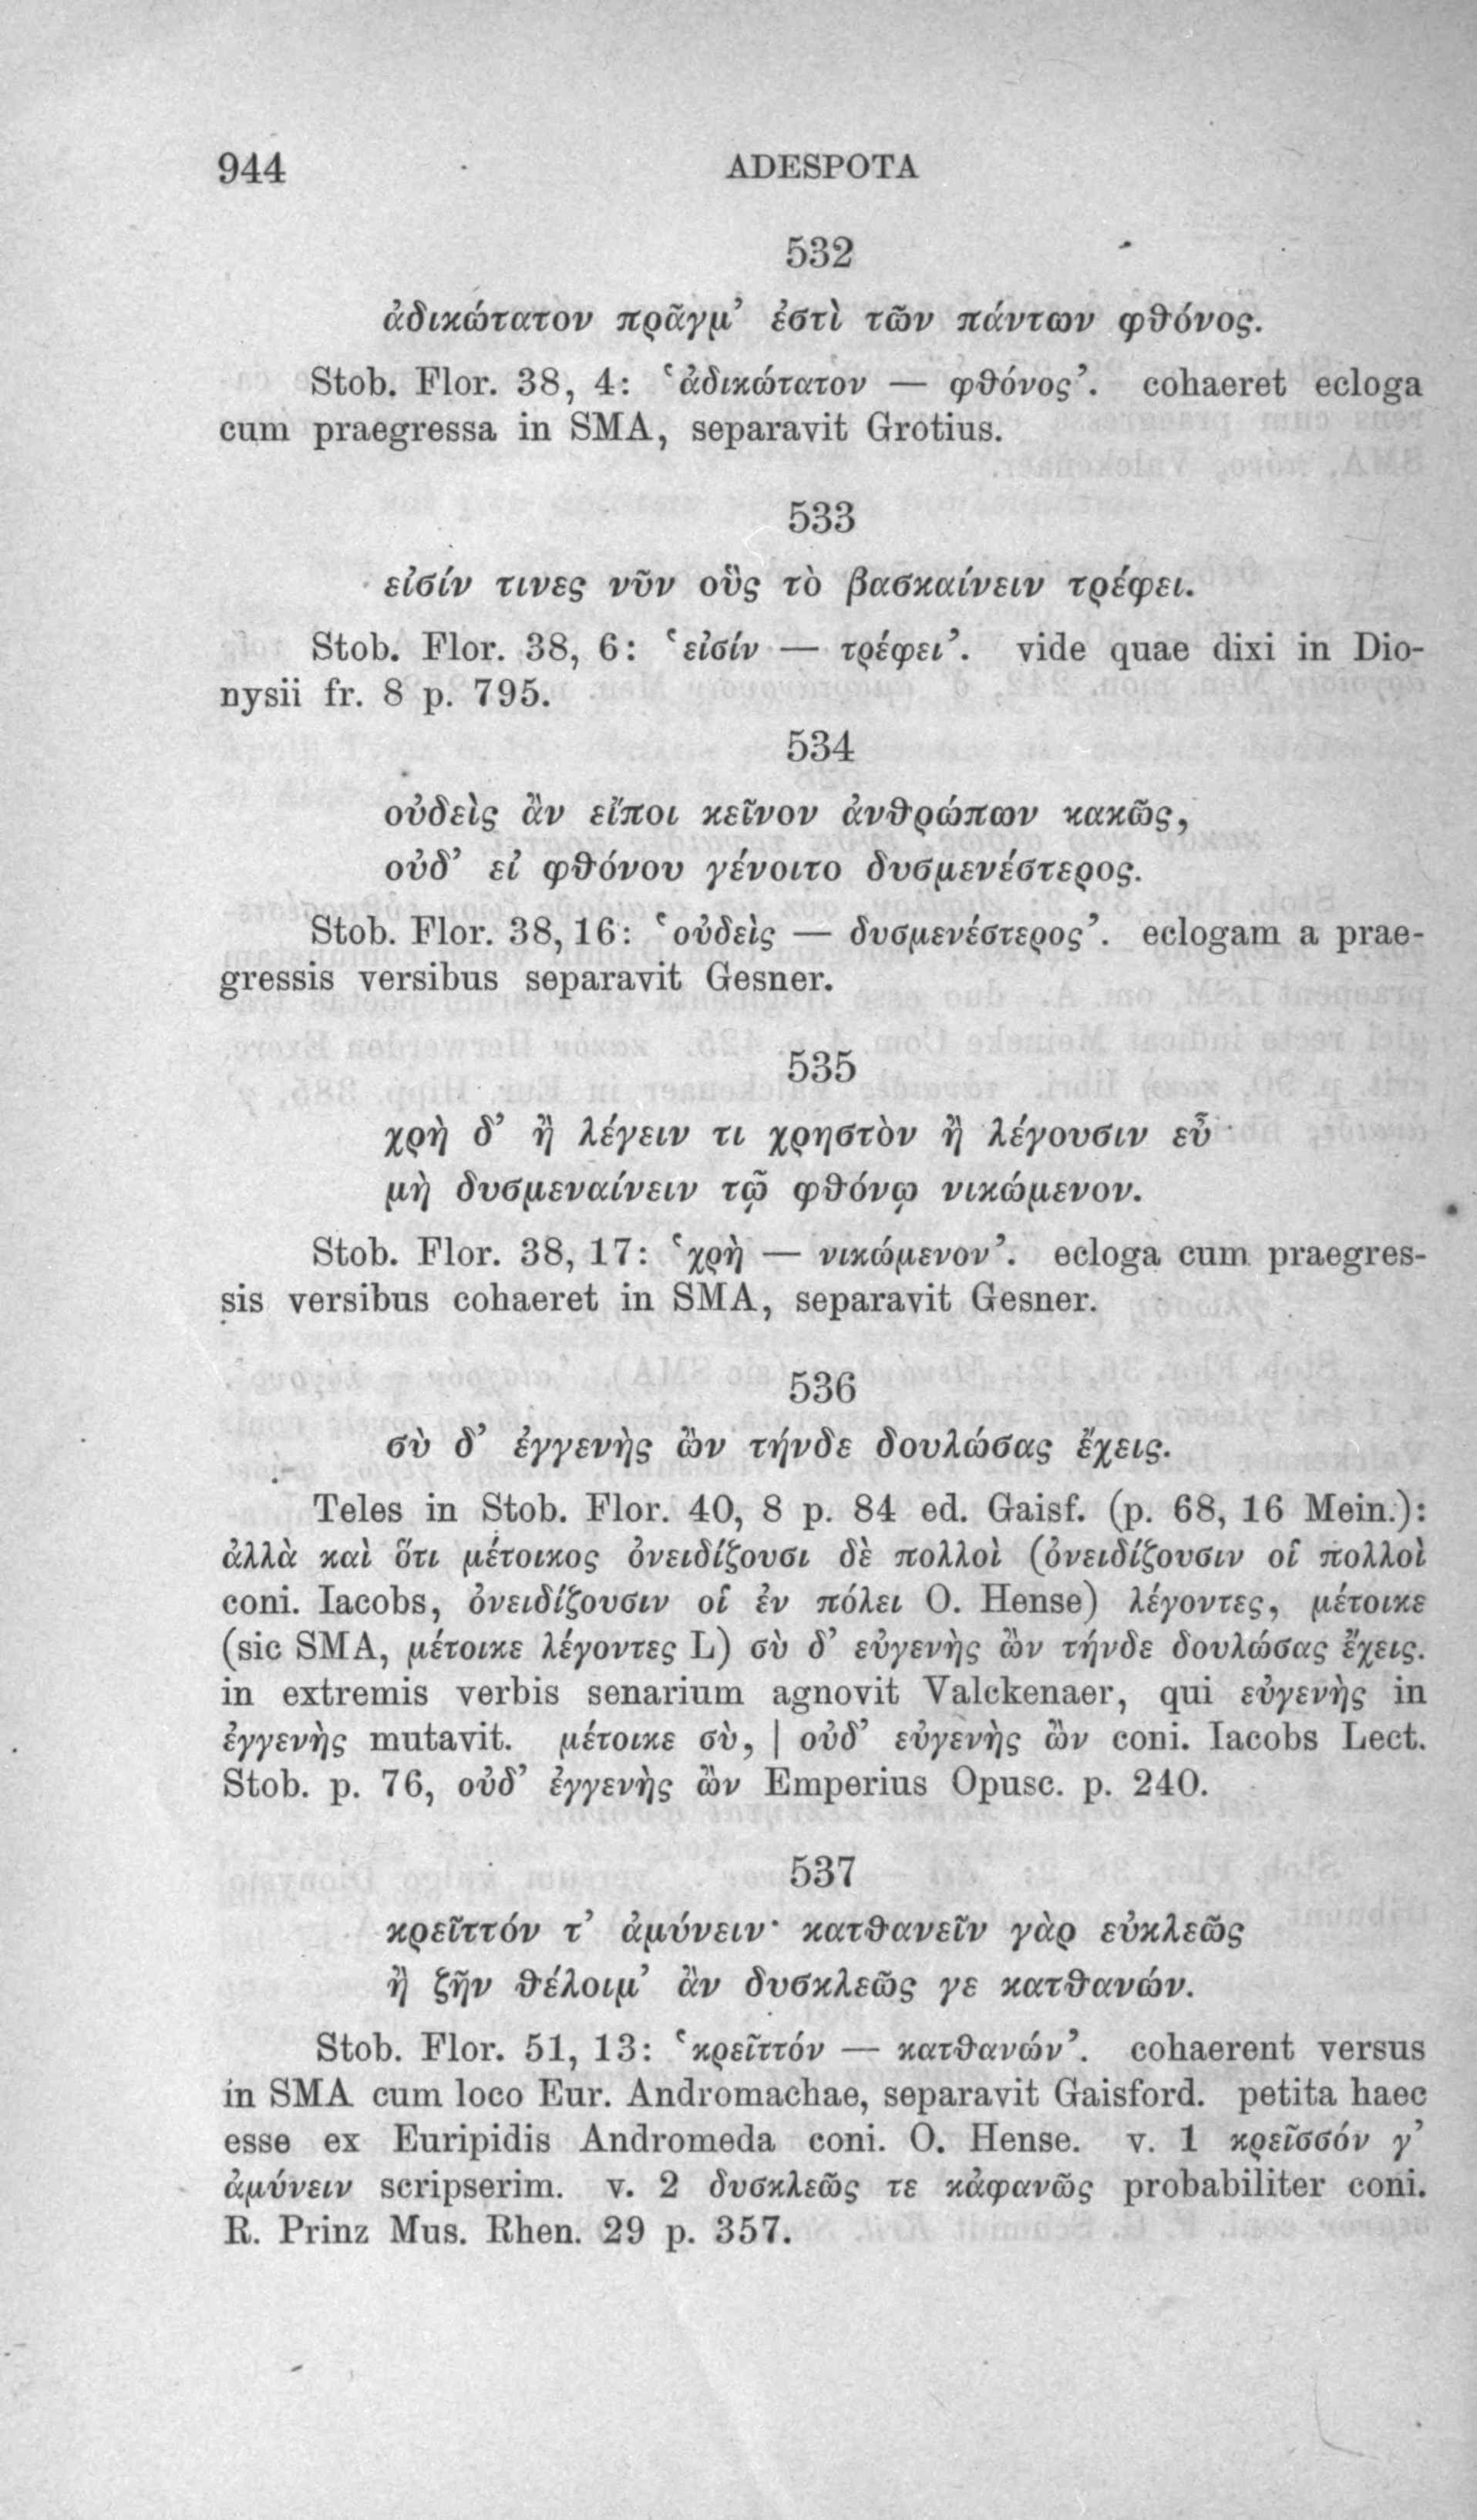 944 ADESPOTA
532
ἀδικώτατον πρᾶγμ’ ἐστὶ τῶν πάντων φθόνος.
Stob. Flor. 38, 4: ‘ἀδικώτατον — φθόνος’. cohaeret ecloga
cum praegressa in SMA, separavit Grotius.
533
εἰσίν τινες νῦν οὓς τὸ βασκαίνειν τρέφει.
Stob. Flor. 38, 6: ‘εἰσίν — τρέφει’. vide quae dixi in Dio-
nysii fr. 8 p. 795.
534
οὐδεὶς ἂν εἴποι κεῖνον ἀνθρώπων κακῶς,
οὐδ’ εἰ φθόνου γένοιτο δυσμενέστερος.
Stob. Flor. 38, 16: ‘οὐδεὶς — δυσμενέστερος’. eclogam a prae-
gressis versibus separavit Gesner.
535
χρὴ δ’ ἢ λέγειν τι χρηστὸν ἢ λέγουσιν εὖ
μὴ δυσμεναίνειν τῷ φθόνῳ νικώμενον.
Stob. Flor. 38, 17: ‘χρὴ — νικώμενον’. ecloga cum praegres-
sis versibus cohaeret in SMA, separavit Gesner.
536
σὺ δ’ ἐγγενὴς ὢν τήνδε δουλώσας ἔχεις.
Teles in Stob. Flor. 40, 8 p. 84 ed. Gaisf. (p. 68, 16 Mein.):
ἀλλὰ καὶ ὅτι μέτοικος ὀνειδίζουσι δὲ πολλοὶ (ὀνειδίζουσιν οἱ πολλοὶ
coni. Iacobs, ὀνειδίζουσιν οἱ ἐν πόλει O. Hense) λέγοντες, μέτοικε
(sic SMA, μέτοικε λέγοντες L) σὺ δ’ εὐγενὴς ὢν τήνδε δουλώσας ἔχεις.
in extremis verbis senarium agnovit Valckenaer, qui εὐγενὴς in
ἐγγενὴς mutavit. μέτοικε σὺ, | οὐδ’ εὐγενὴς ὢν coni. Iacobs Lect.
Stob. p. 76, οὐδ’ ἐγγενὴς ὢν Emperius Opusc. p. 240.
537
κρεῖττόν τ’ ἀμύνειν· κατθανεῖν γὰρ εὐκλεῶς
ἢ ζῆν θέλοιμ’ ἂν δυσκλεῶς γε κατθανών.
Stob. Flor. 51, 13: ‘κρεῖττόν — κατθανών’. cohaerent versus
in SMA cum loco Eur. Andromachae, separavit Gaisford. petita haec
esse ex Euripidis Andromeda coni. O. Hense. v. 1 κρεῖσσόν γ’
ἀμύνειν scripserim. v. 2 δυσκλεῶς τε κἀφανῶς probabiliter coni.
R. Prinz Mus. Rhen. 29 p. 357.